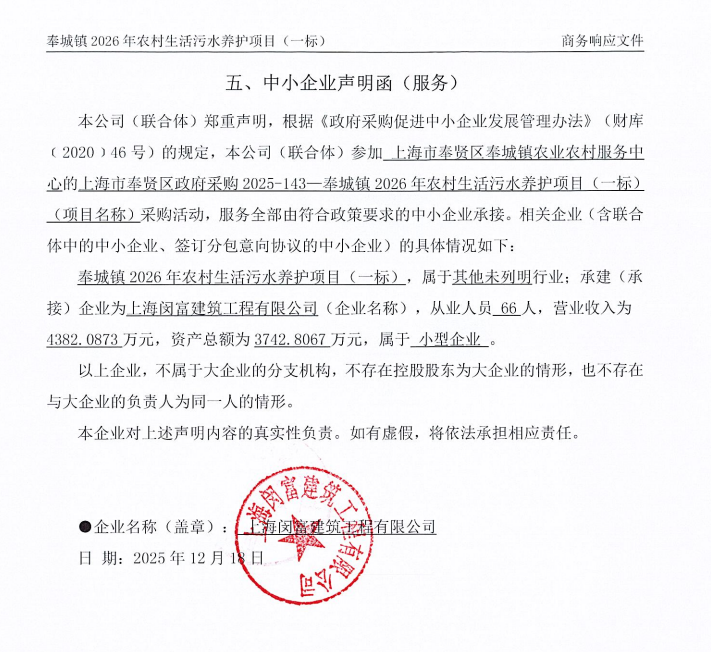 奉城镇 2026 年农村生活污水养护项目（一标）
商务响应文件
五、中小企业声明函（服务）
本公司（联合体）郑重声明，根据《政府采购促进中小企业发展管理办法》（财库
﹝2020﹞46 号）的规定，本公司（联合体）参加 上海市奉贤区奉城镇农业农村服务中
心的上海市奉贤区政府采购 2025-143—奉城镇 2026 年农村生活污水养护项目（一标）
（项目名称）采购活动，服务全部由符合政策要求的中小企业承接。相关企业（含联合
体中的中小企业、签订分包意向协议的中小企业）的具体情况如下：
奉城镇 2026 年农村生活污水养护项目（一标），属于其他未列明行业；承建（承
接）企业为上海闵富建筑工程有限公司（企业名称），从业人员 66 人，营业收入为
4382.0873 万元，资产总额为 3742.8067 万元，属于 小型企业 。
以上企业，不属于大企业的分支机构，不存在控股股东为大企业的情形，也不存在
与大企业的负责人为同一人的情形。
本企业对上述声明内容的真实性负责。如有虚假，将依法承担相应责任。
●企业名称（盖章）： 上海闵富建筑工程有限公司
日 期：2025 年 12 月 18 日
上海闵富建筑工程有限公司